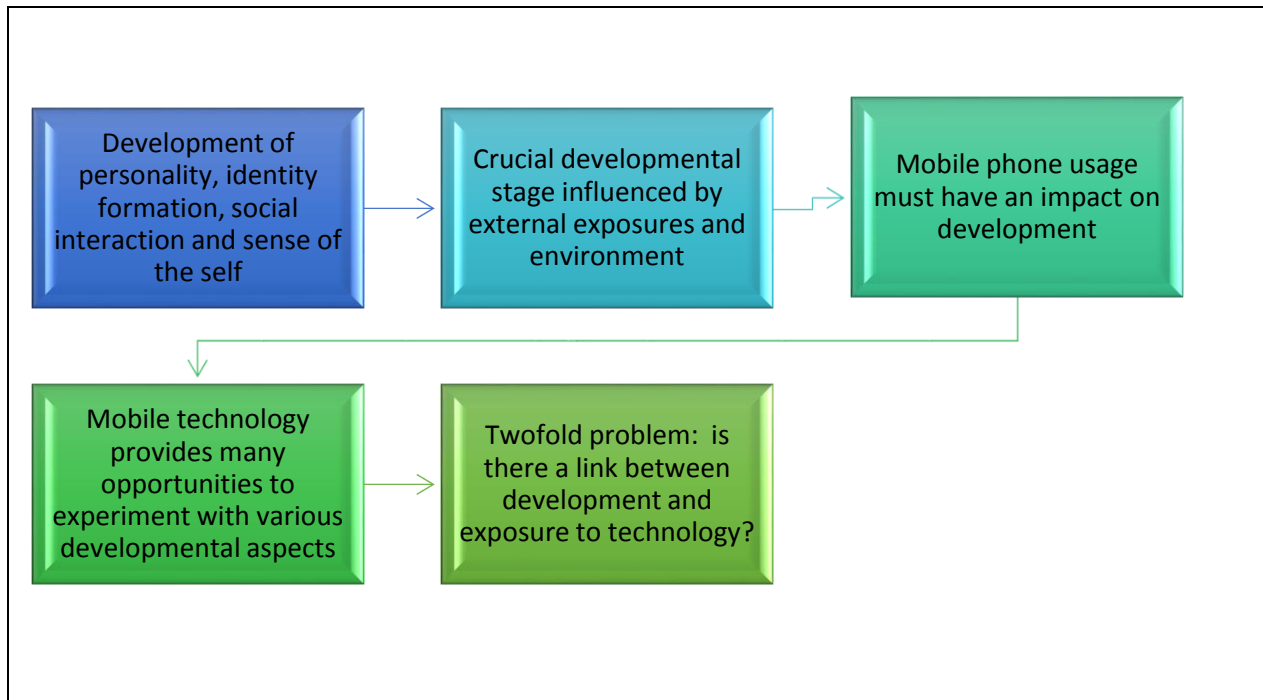 Development of
personality, identity
formation, social
interaction and sense of
the self
Crucial developmental
stage influenced by
external exposures and
environment
Mobile phone usage
must have an impact on
development
Mobile technology
provides many
opportunities to
experiment with various
developmental aspects
Twofold problem:  is
there a link between
development and
exposure to technology?